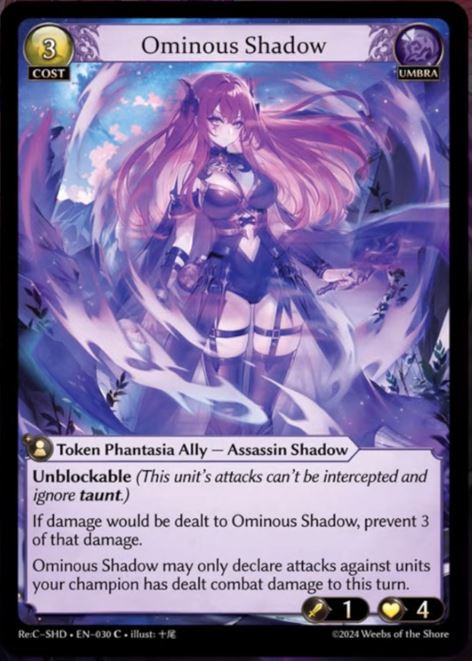 3
COST
Ominous Shadow
UMBRA
Token Phantasia Ally — Assassin Shadow
Unblockable (This unit's attacks can't be intercepted and
ignore taunt.)
If damage would be dealt to Ominous Shadow, prevent 3
of that damage.
Ominous Shadow may only declare attacks against units
your champion has dealt combat damage to this turn.
1
4
Re:C–SHD • EN–030 C • illust: 十尾
©2024 Weebs of the Shore